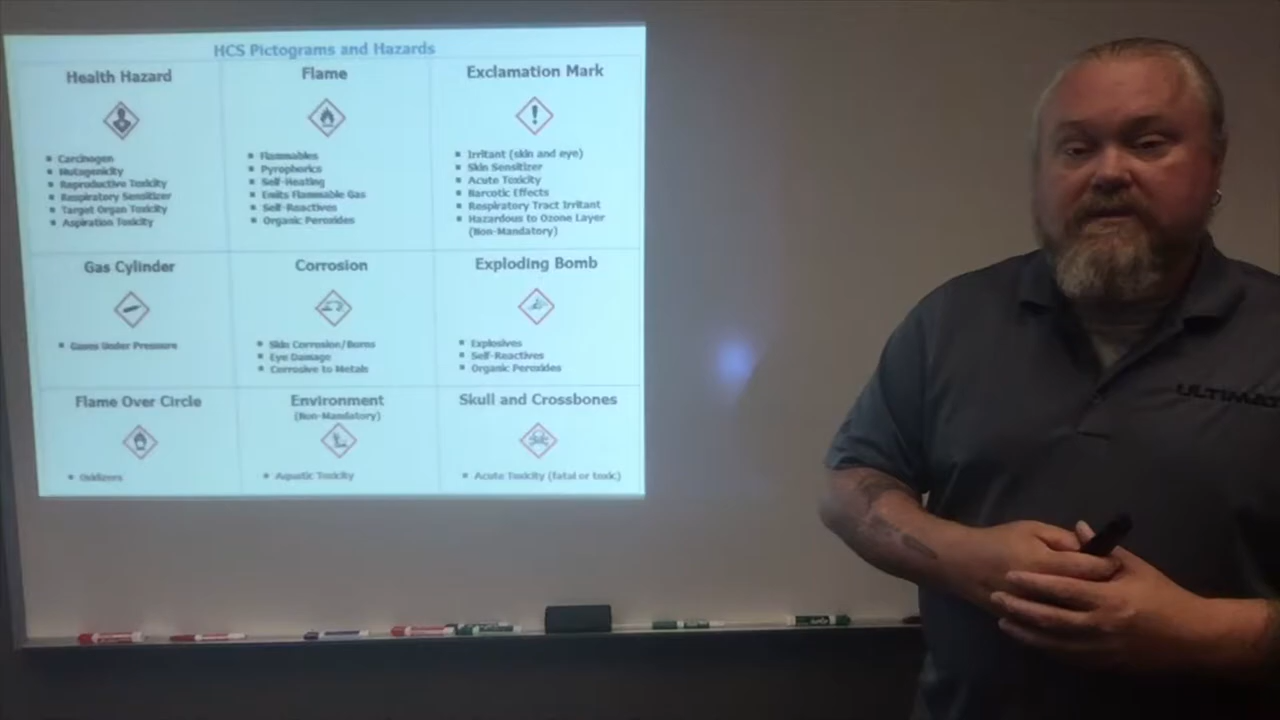 HCS Pictograms and Hazards
Health Hazard
Carcinogen
Mutagenicity
Reproductive Toxicity
Respiratory Sensitizer
Target Organ Toxicity
Aspiration Toxicity
Flame
Flammables
Pyrophorics
Self-Heating
Emits Flammable Gas
Self-Reactives
Organic Peroxides
Exclamation Mark
Irritant (skin and eye)
Skin Sensitizer
Acute Toxicity
Narcotic Effects
Respiratory Tract Irritant
Hazardous to Ozone Layer
(Non-Mandatory)
Gas Cylinder
Gases Under Pressure
Corrosion
Skin Corrosion/Burns
Eye Damage
Corrosive to Metals
Exploding Bomb
Explosives
Self-Reactives
Organic Peroxides
Flame Over Circle
Oxidizers
Environment
(Non-Mandatory)
Aquatic Toxicity
Skull and Crossbones
Acute Toxicity (fatal or toxic)
ULTIMAT